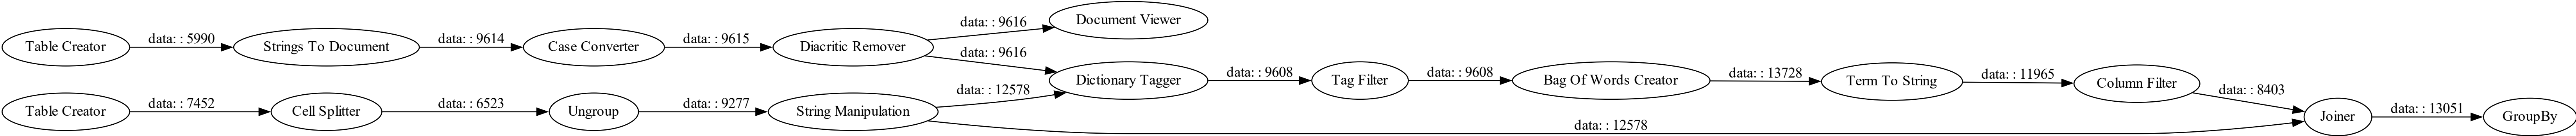 Table Creator
data: : 5990
Strings To Document
data: : 9614
Case Converter
data: : 9615
Diacritic Remover
data: : 9616
Document Viewer
data: : 9616
Dictionary Tagger
data: : 9608
Tag Filter
data: : 9608
Bag Of Words Creator
data: : 13728
Term To String
data: : 11965
Column Filter
data: : 8403
Table Creator
data: : 7452
Cell Splitter
data: : 6523
Ungroup
data: : 9277
String Manipulation
data: : 12578
data: : 12578
Joiner
data: : 13051
GroupBy